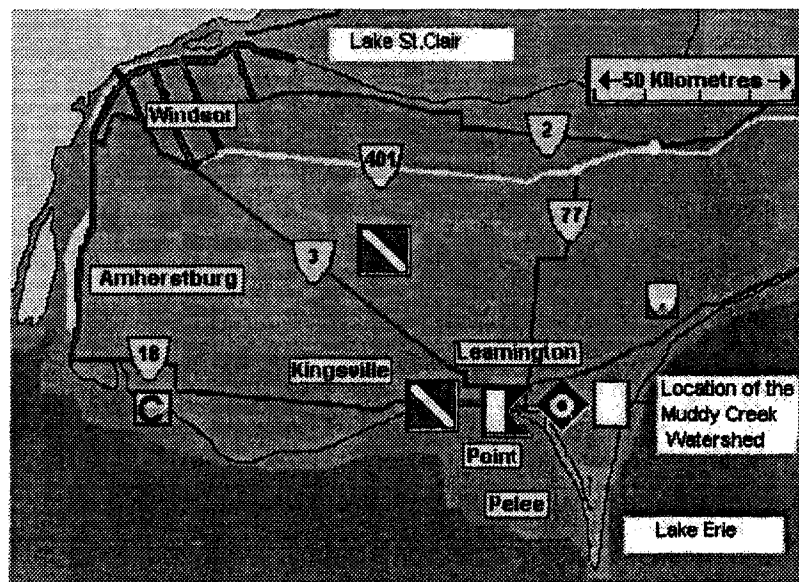 Lake St.Clair
50 Kilometres
Windsor
2
401
77
3
Amherstburg
18
Leamington
Kingsville
C
Location of the
Muddy Creek
Watershed
Point
Pelee
Lake Erie